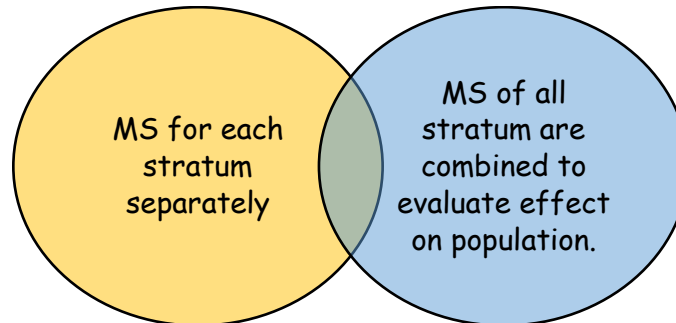 MS for each
stratum
separately
MS of all
stratum are
combined to
evaluate effect
on population.